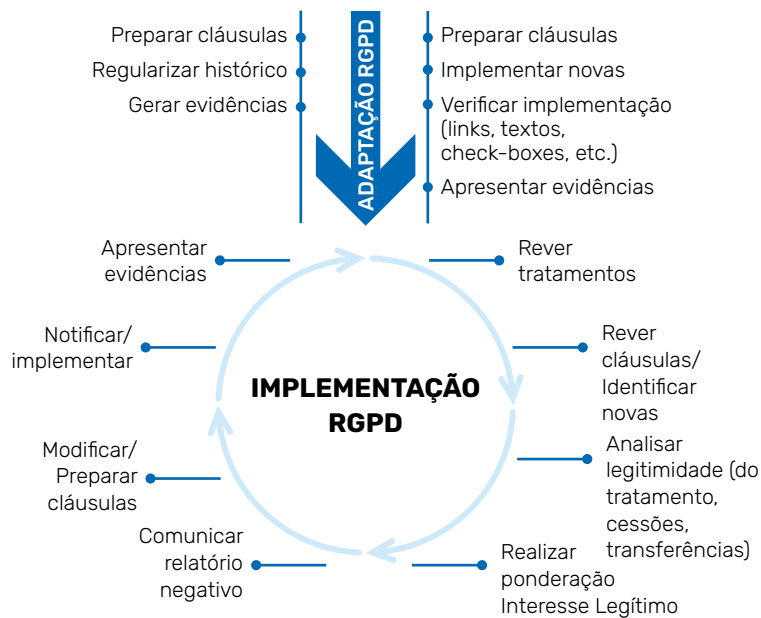 Preparar cláusulas
Regularizar histórico
Gerar evidências
ADAPTAÇÃO RGPD
Preparar cláusulas
Implementar novas
Verificar implementação
(links, textos,
check-boxes, etc.)
Apresentar evidências
Apresentar
evidências
Rever
tratamentos
Notificar/
implementar
Rever
cláusulas/
Identificar
novas
IMPLEMENTAÇÃO
RGPD
Modificar/
Preparar
cláusulas
Analisar
legitimidade (do
tratamento,
cessões,
transferências)
Comunicar
relatório
negativo
Realizar
ponderação
Interesse Legítimo